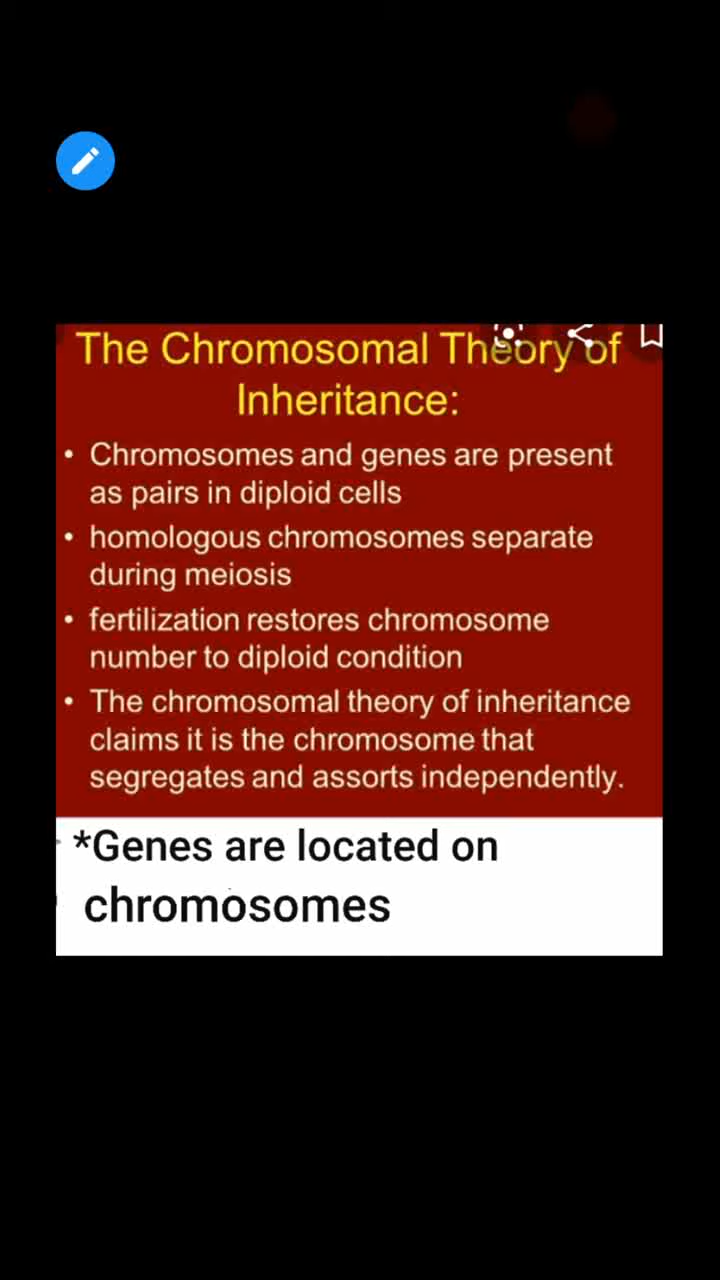 The Chromosomal Theory of
Inheritance:
• Chromosomes and genes are present
as pairs in diploid cells
• homologous chromosomes separate
during meiosis
• fertilization restores chromosome
number to diploid condition
• The chromosomal theory of inheritance
claims it is the chromosome that
segregates and assorts independently.
*Genes are located on
chromosomes